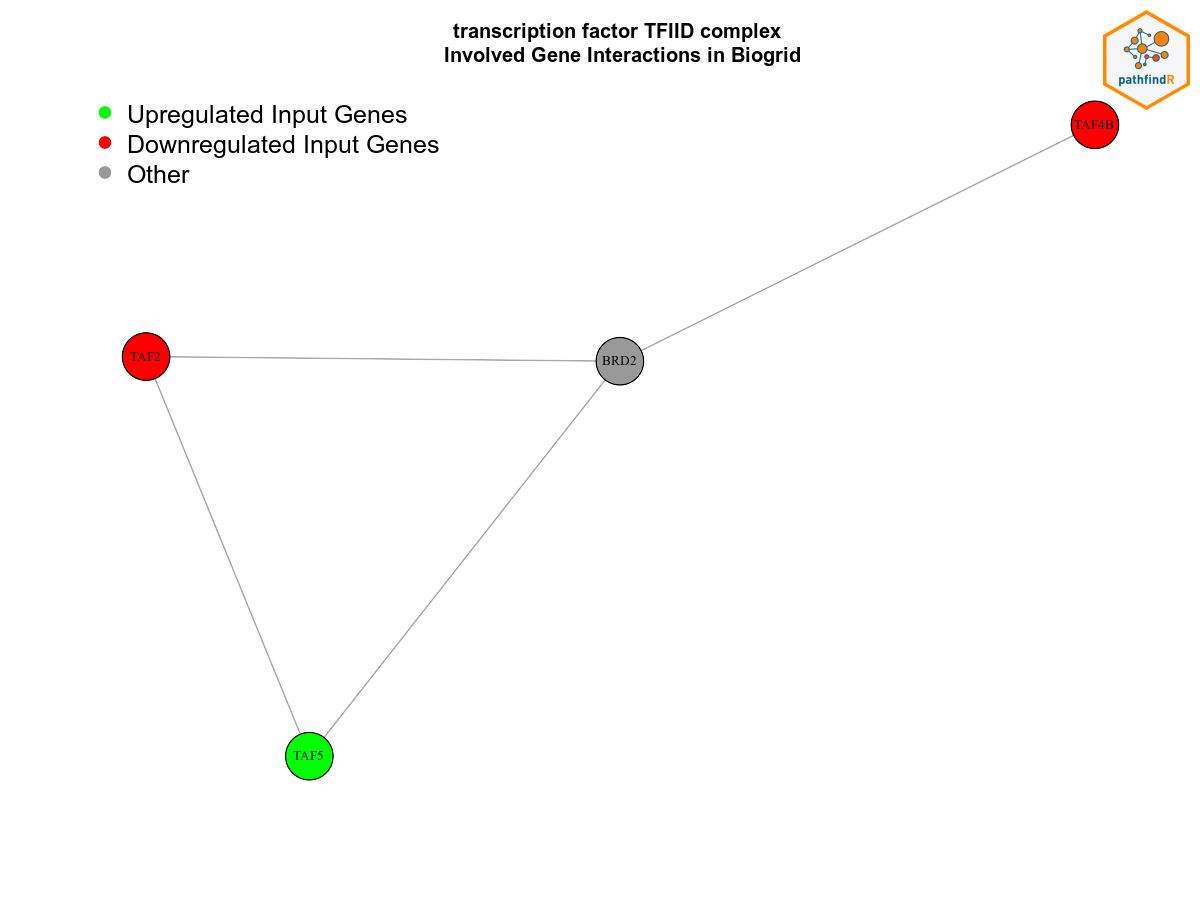 transcription factor TFIID complex
Involved Gene Interactions in Biogrid
pathfindR
Upregulated Input Genes
Downregulated Input Genes
Other
TAF4B
TAF2
BRD2
TAF5